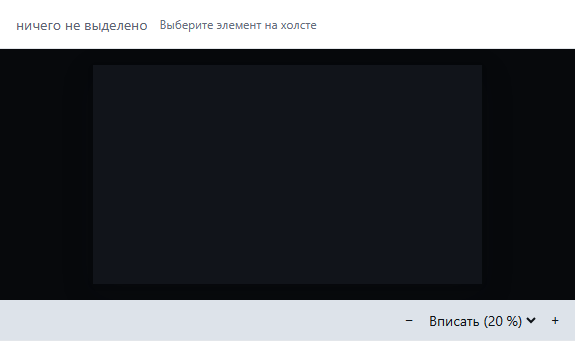 ничего не выделено Выберите элемент на холсте
− Вписать (20 %) +